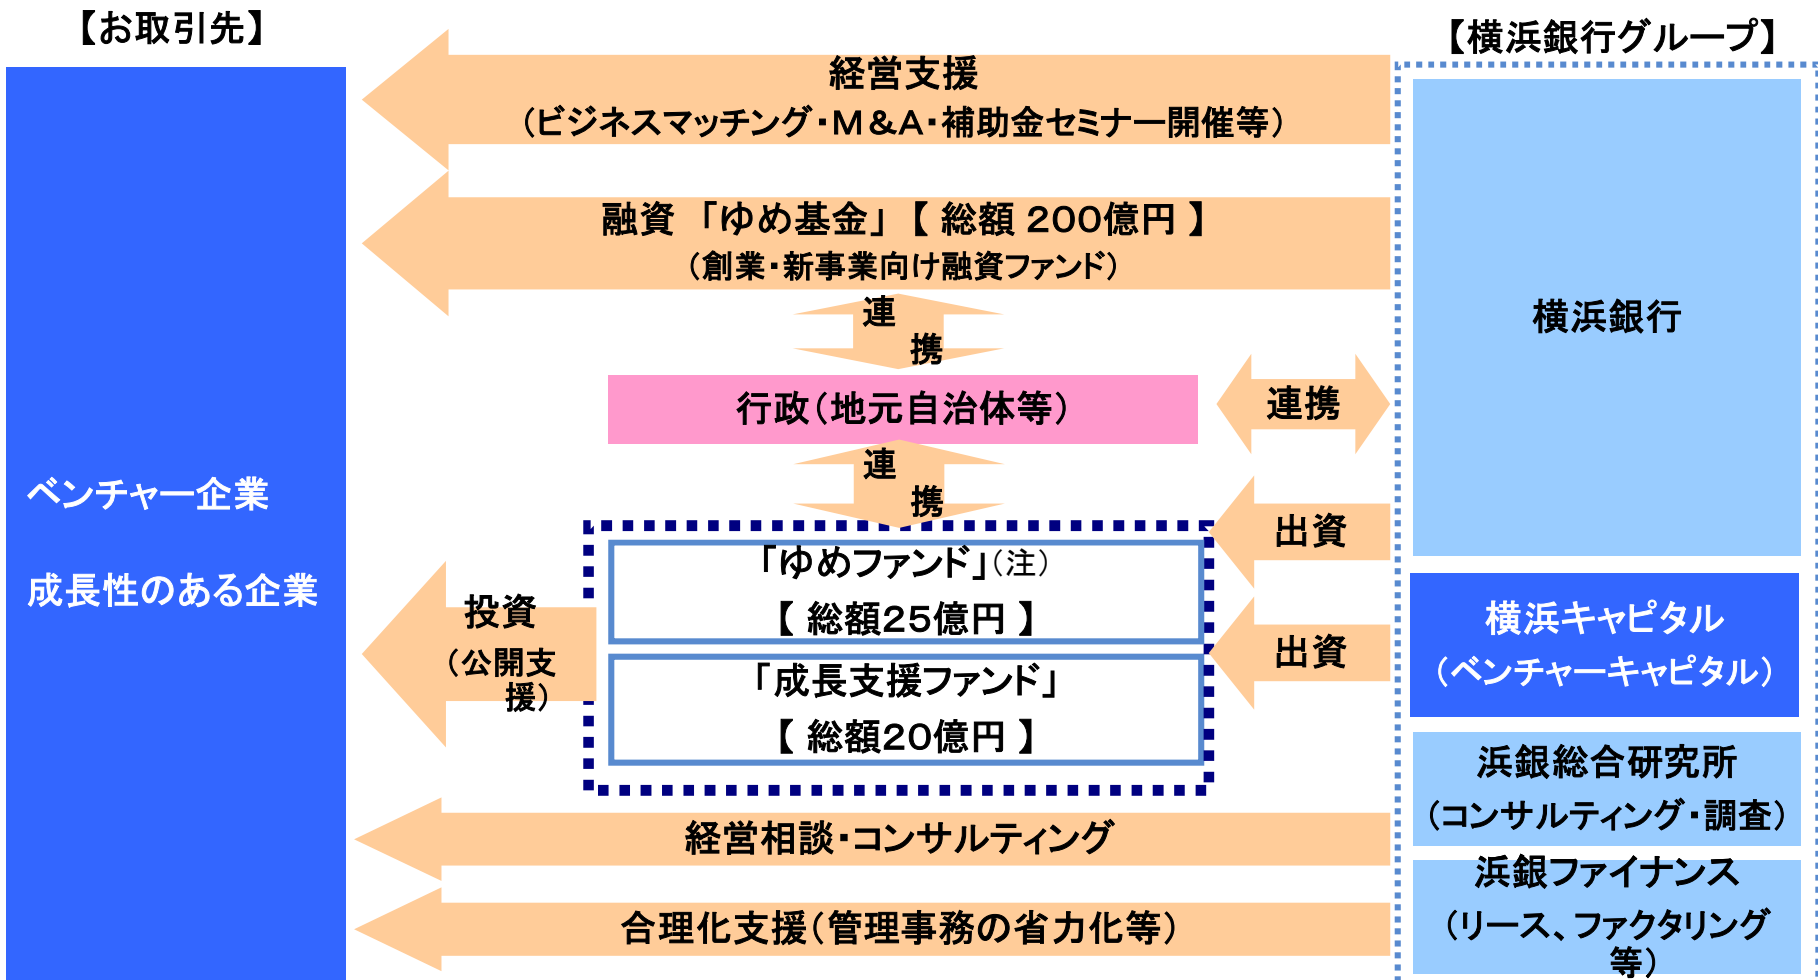 【お取引先】
ベンチャー企業
成長性のある企業
経営支援
（ビジネスマッチング・Ｍ＆Ａ・補助金セミナー開催等）
融資 「ゆめ基金」 【 総額 200億円 】
（創業・新事業向け融資ファンド）
連
携
行政（地元自治体等）
連携
連
携
「ゆめファンド」（注）
【 総額25億円 】
「成長支援ファンド」
【 総額20億円 】
出資
出資
投資
（公開支
援）
経営相談・コンサルティング
合理化支援（管理事務の省力化等）
【横浜銀行グループ】
横浜銀行
横浜キャピタル
（ベンチャーキャピタル）
浜銀総合研究所
（コンサルティング・調査）
浜銀ファイナンス
（リース、ファクタリング
等）